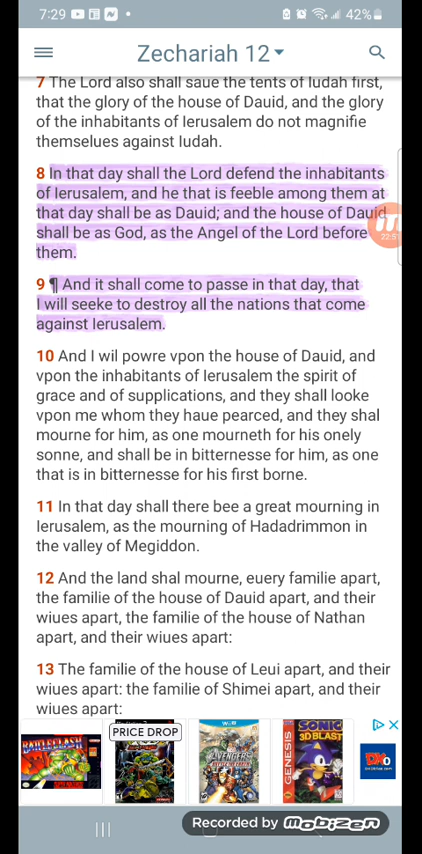 7:29 42%
Zechariah 12
7 The Lord also shall saue the tents of Iudah first,
that the glory of the house of Dauid, and the glory
of the inhabitants of Ierusalem do not magnifie
themselues against Iudah.
8 In that day shall the Lord defend the inhabitants
of Ierusalem, and he that is feeble among them at
that day shall be as Dauid; and the house of Dauid
shall be as God, as the Angel of the Lord before
them.
22:51
9 ¶ And it shall come to passe in that day, that
I will seeke to destroy all the nations that come
against Ierusalem.
10 And I wil powre vpon the house of Dauid, and
vpon the inhabitants of Ierusalem the spirit of
grace and of supplications, and they shall looke
vpon me whom they haue pearced, and they shal
mourne for him, as one mourneth for his onely
sonne, and shall be in bitternesse for him, as one
that is in bitternesse for his first borne.
11 In that day shall there bee a great mourning in
Ierusalem, as the mourning of Hadadrimmon in
the valley of Megiddon.
12 And the land shal mourne, euery familie apart,
the familie of the house of Dauid apart, and their
wiues apart, the familie of the house of Nathan
apart, and their wiues apart:
13 The familie of the house of Leui apart, and their
wiues apart: the familie of Shimei apart, and their
wiues apart:
PRICE DROP
BATTLECLASH
Wii U
AVENGERS
GENESIS
SONIC
3D BLAST
DKO
Recorded by mobizen